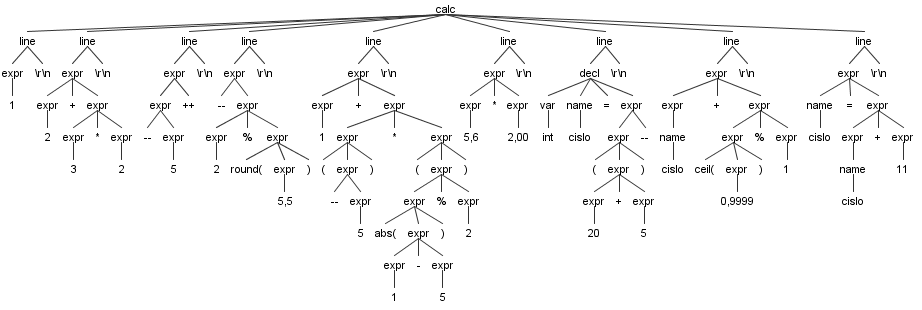 calc
line line line line line line line line line
expr \r\n expr \r\n expr \r\n expr \r\n expr \r\n expr \r\n decl \r\n expr \r\n expr \r\n
1 expr + expr expr ++ -- expr expr + expr expr * expr var name = expr expr + expr name = expr
2 expr * expr -- expr expr % expr 1 expr * expr 5,6 2,00 int cislo expr -- name expr % expr cislo expr + expr
3 2 5 2 round( expr ) ( expr ) ( expr ) ( expr ) cislo ceil( expr ) 1 name 11
5,5 -- expr expr % expr expr + expr 0,9999 cislo
5 abs( expr ) 2 20 5
expr - expr
1 5